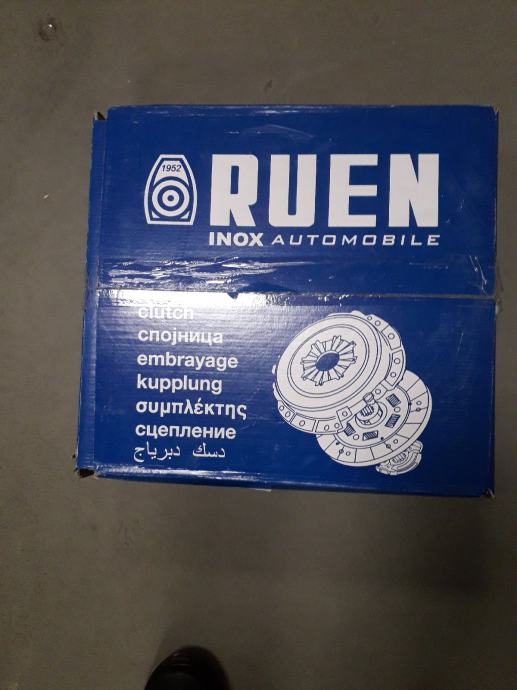 1952
RUEN
INOX AUTOMOBILE
clutch
спојница
embrayage
kupplung
συμπλέκτης
сцепление
دسك دبرياج